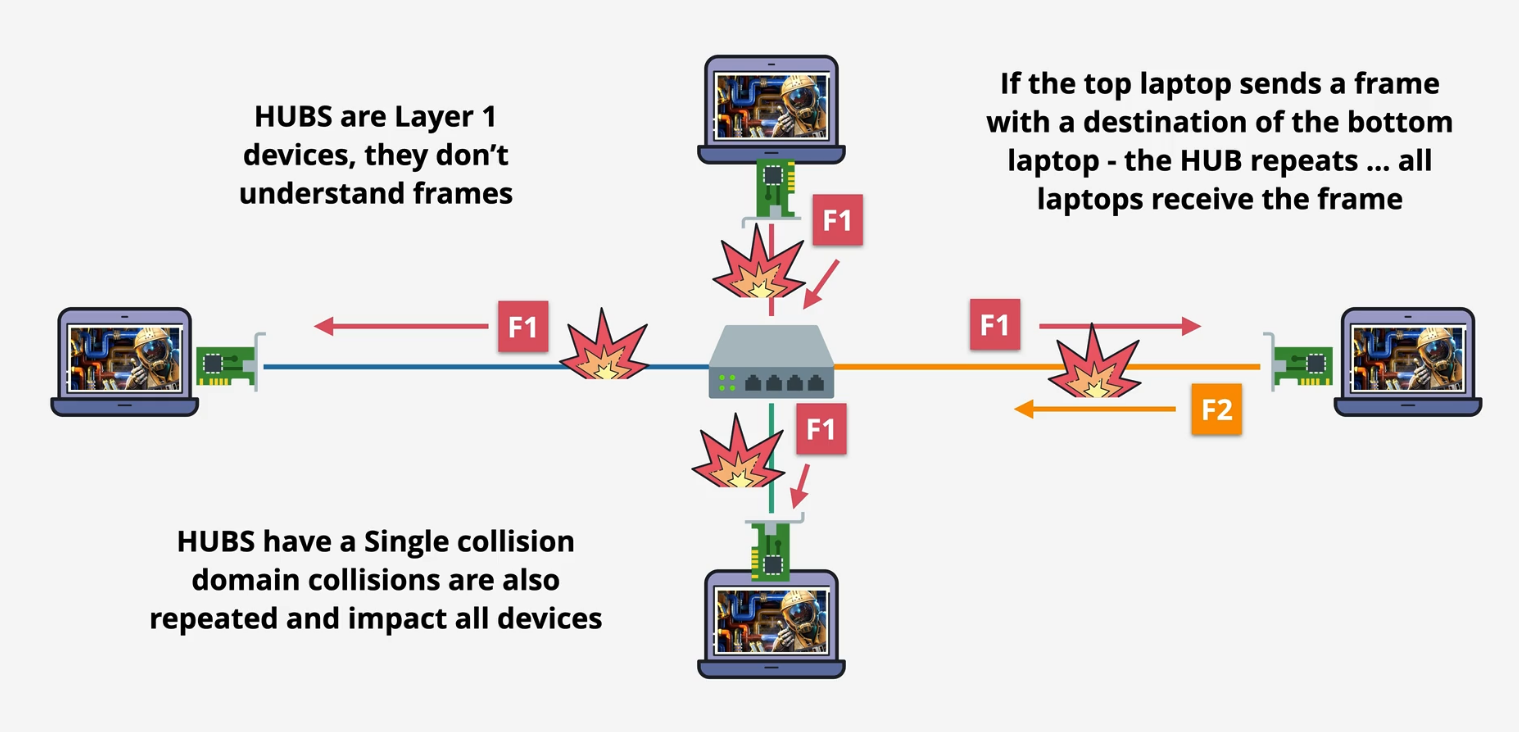 HUBS are Layer 1
devices, they don’t
understand frames
If the top laptop sends a frame
with a destination of the bottom
laptop - the HUB repeats ... all
laptops receive the frame
F1
F1
F1
F2
F1
HUBS have a Single collision
domain collisions are also
repeated and impact all devices